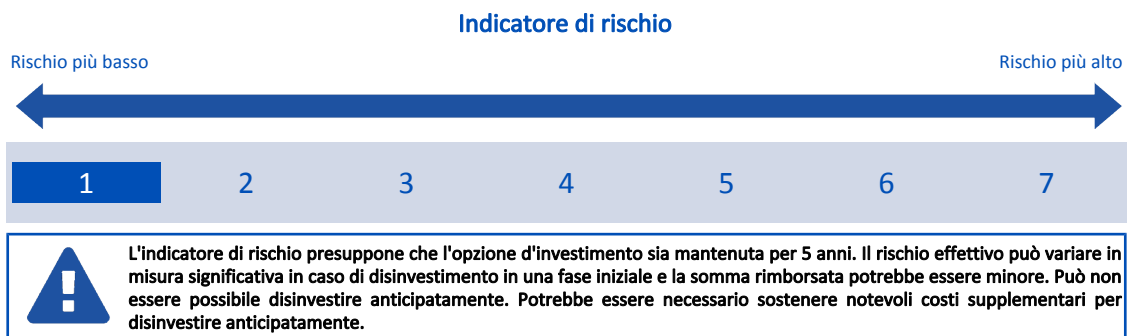 Indicatore di rischio
Rischio più basso
Rischio più alto
1 2 3 4 5 6 7
L'indicatore di rischio presuppone che l'opzione d'investimento sia mantenuta per 5 anni. Il rischio effettivo può variare in
misura significativa in caso di disinvestimento in una fase iniziale e la somma rimborsata potrebbe essere minore. Può non
essere possibile disinvestire anticipatamente. Potrebbe essere necessario sostenere notevoli costi supplementari per
disinvestire anticipatamente.